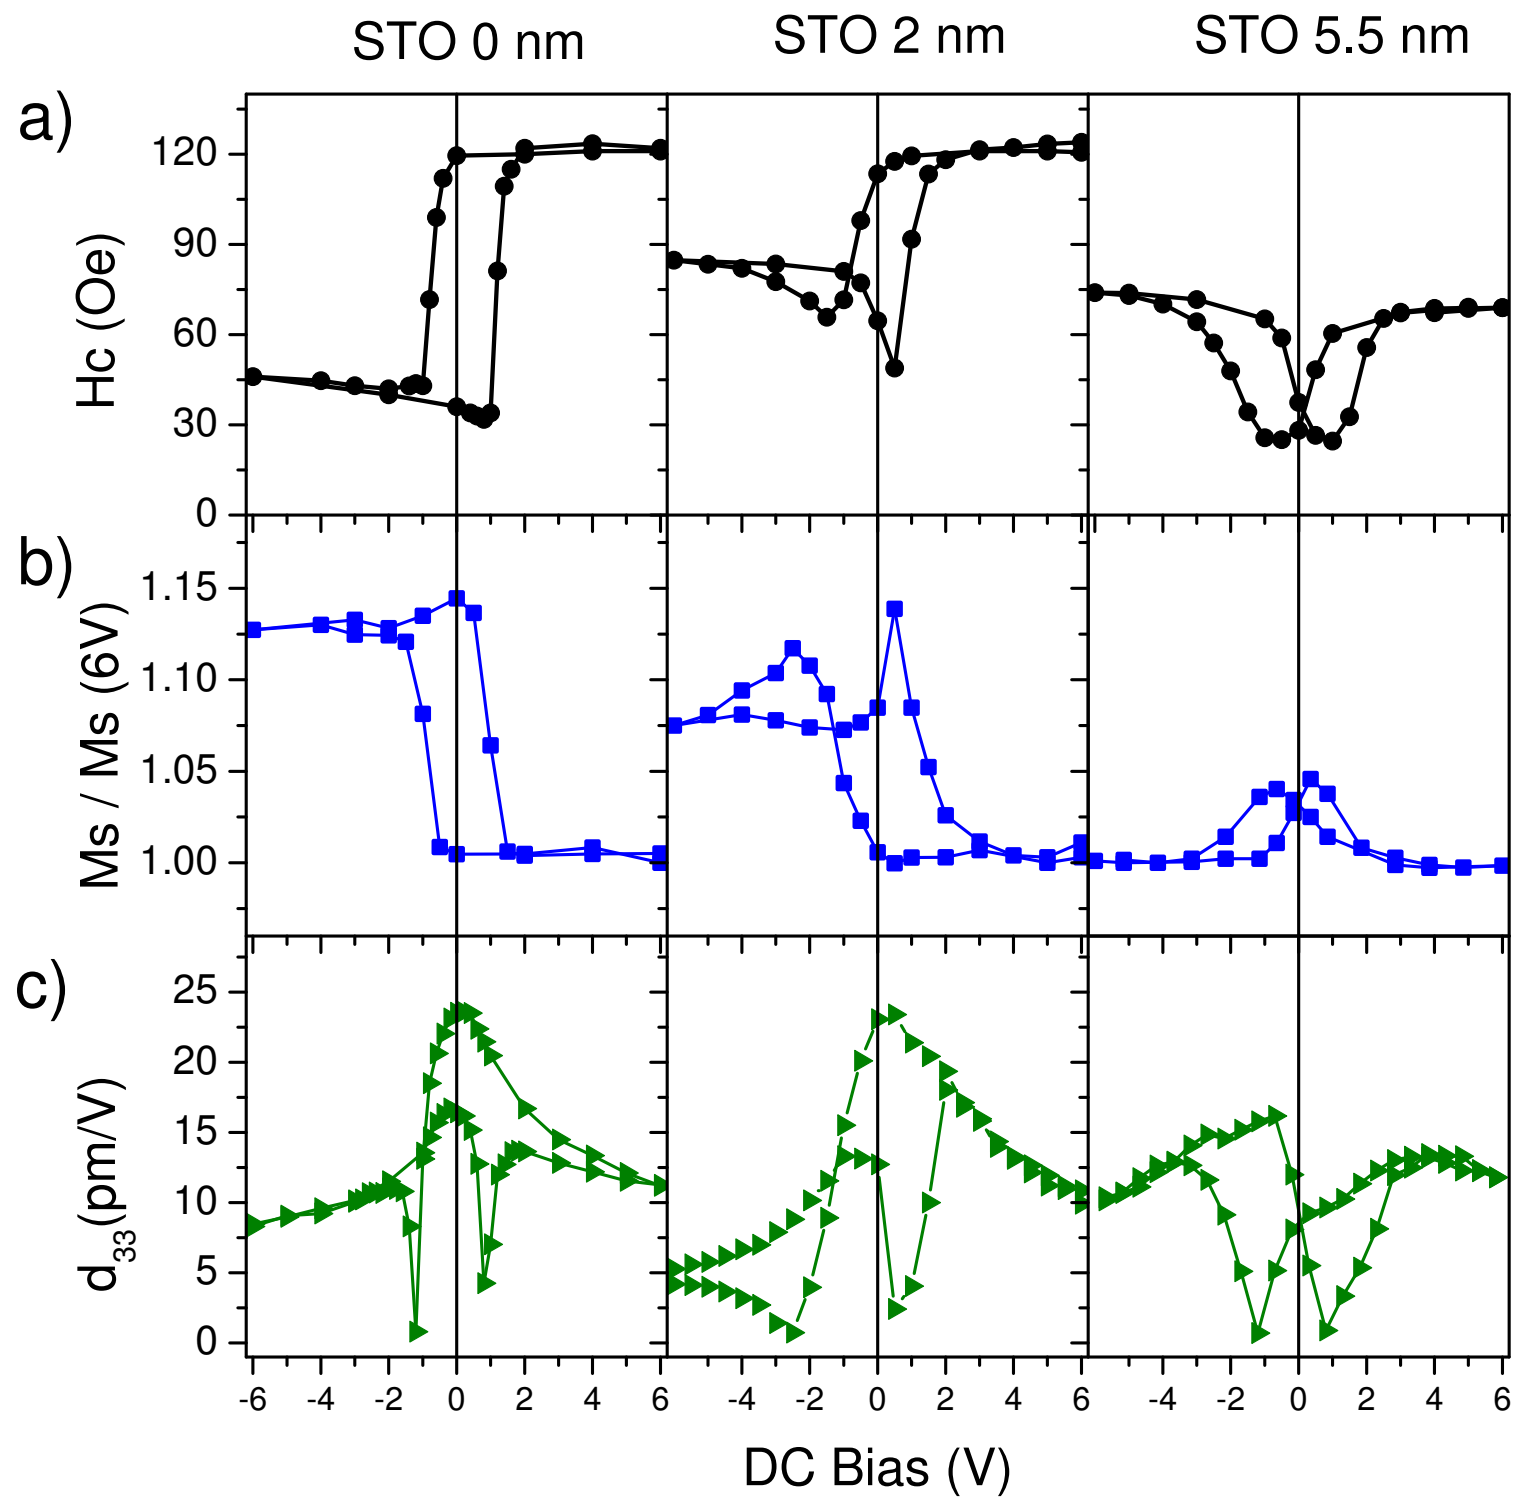 STO 0 nm STO 2 nm STO 5.5 nm
a)
120
90
60
30
0
Hc (Oe)
b)
1.15
1.10
1.05
1.00
Ms / Ms (6V)
c)
25
20
15
10
5
0
d33(pm/V)
-6 -4 -2 0 2 4 6 -4 -2 0 2 4 6 -4 -2 0 2 4 6
DC Bias (V)